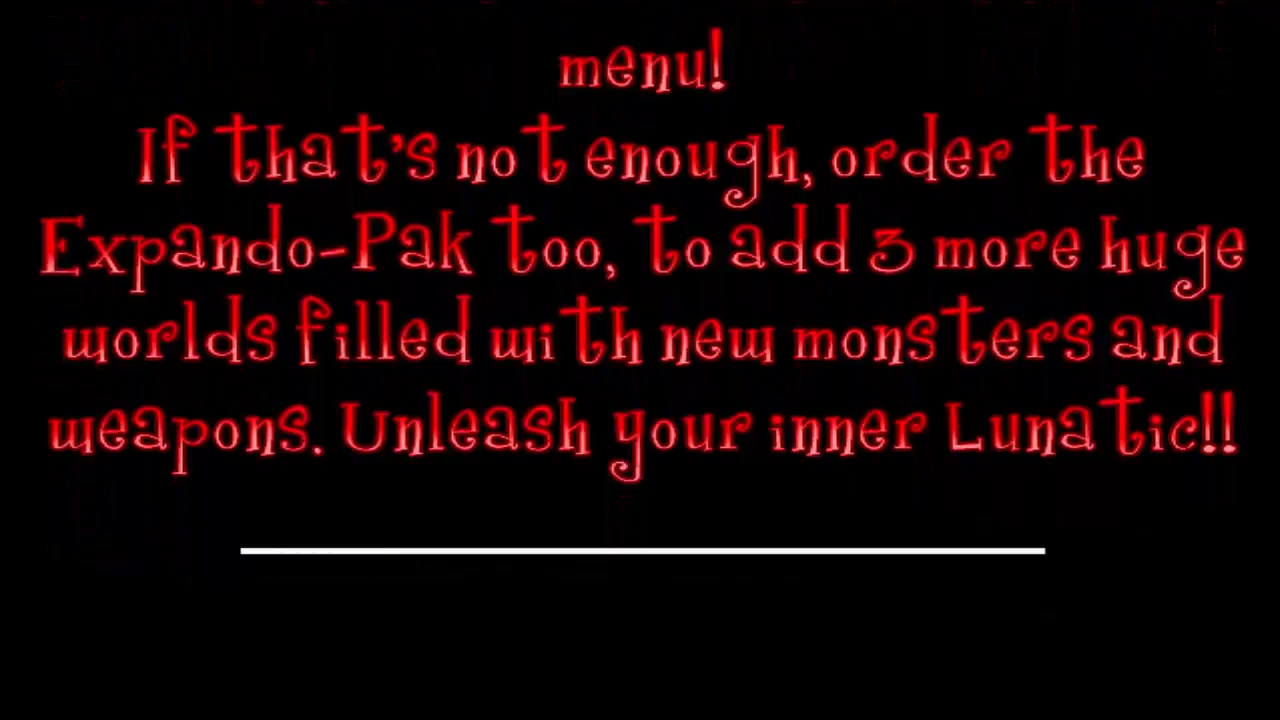 menu!
If that's not enough, order the
Expando-Pak too, to add 3 more huge
worlds filled with new monsters and
weapons. Unleash your inner Lunatic!!